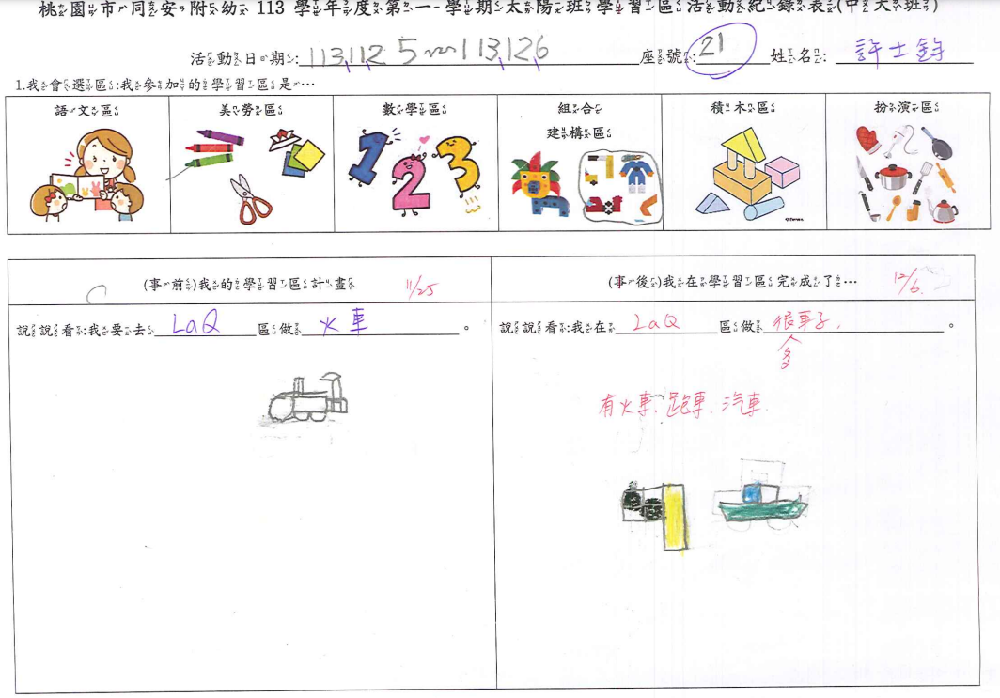 桃園市同安附幼 113 學年度第一學期太陽班學習區活動紀錄表(中大班)
活動日期: 113,11,25~113,12,6 座號: 21 姓名: 許士
1.我會選區:我參加的學習區是…
語文區 美勞區 數學區 組合建構區 積木區 扮演區
(事前)我的學習區計畫 11/25
(事後)我在學習區完成了… 12/6
說說看:我要去 LaQ 區做 火車 。
說說看:我在 LaQ 區做 很多車子.
有火車、跑車、汽車.